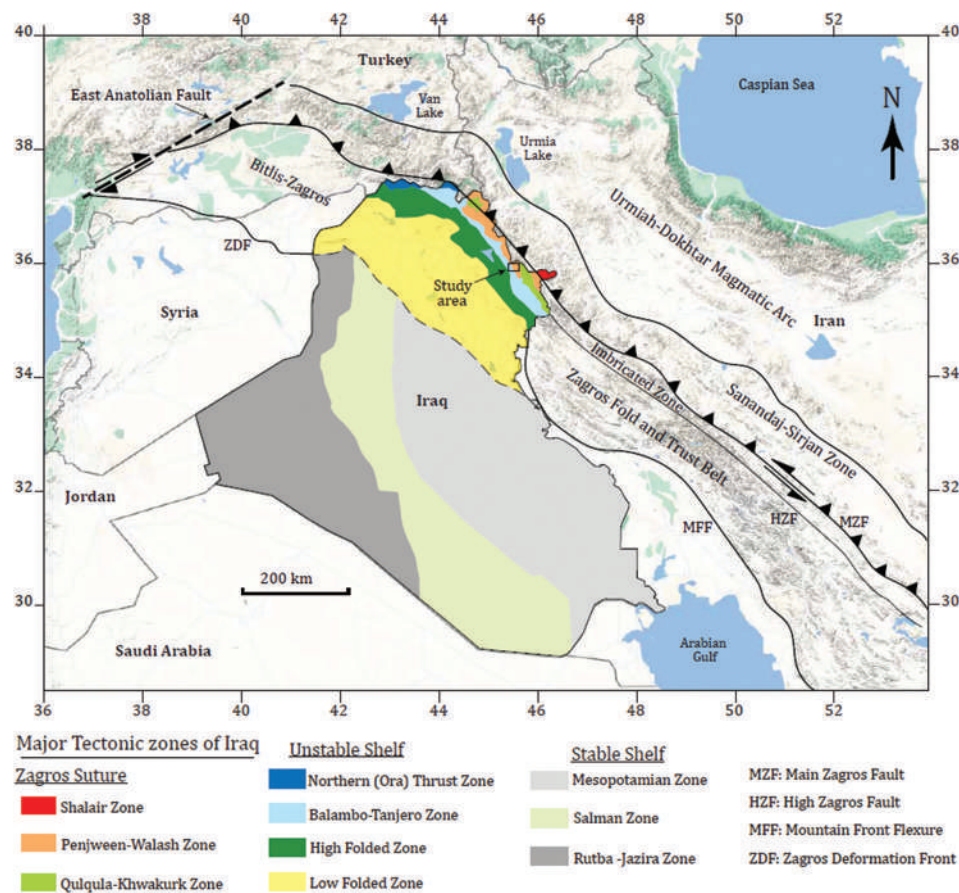 36 38 40 42 44 46 48 50 52
40 40
Turkey
East Anatolian Fault
Van
Lake
Caspian Sea
N
Urmia
Lake
38 38
Bitlis-Zagros
Urmiah-Dokhtar Magmatic Arc
ZDF
36 36
Study
area
Syria
Iran
Imbricated Zone
34 34
Iraq
Zagros Fold and Trust Belt
Sanandaj-Sirjan Zone
32 32
Jordan
MFF
HZF
MZF
200 km
30 30
Saudi Arabia
Arabian
Gulf
36 38 40 42 44 46 48 50 52
Major Tectonic zones of Iraq
Zagros Suture
Shalair Zone
Penjween-Walash Zone
Qulqula-Khwakurk Zone
Unstable Shelf
Northern (Ora) Thrust Zone
Balambo-Tanjero Zone
High Folded Zone
Low Folded Zone
Stable Shelf
Mesopotamian Zone
Salman Zone
Rutba -Jazira Zone
MZF: Main Zagros Fault
HZF: High Zagros Fault
MFF: Mountain Front Flexure
ZDF: Zagros Deformation Front